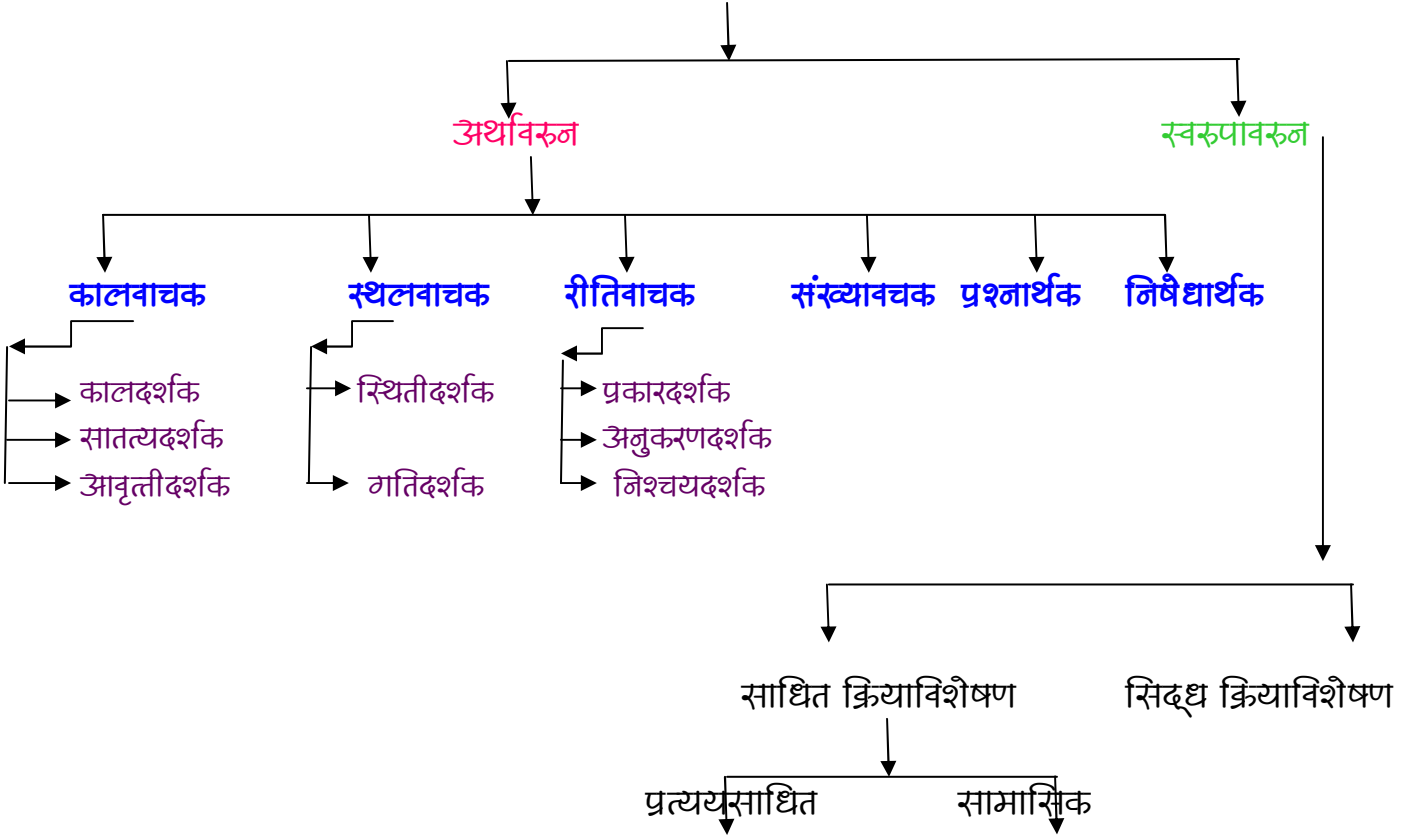 अर्थावरुन स्वरुपावरुन
कालवाचक स्थलवाचक रीतिवाचक संख्यावचक प्रश्नार्थक निषेधार्थक
कालदर्शक स्थितीदर्शक प्रकारदर्शक
सातत्यदर्शक अनुकरणदर्शक
आवृत्तीदर्शक गतिदर्शक निश्चयदर्शक
साधित क्रियाविशेषण सिद्ध क्रियाविशेषण
प्रत्ययसाधित सामासिक